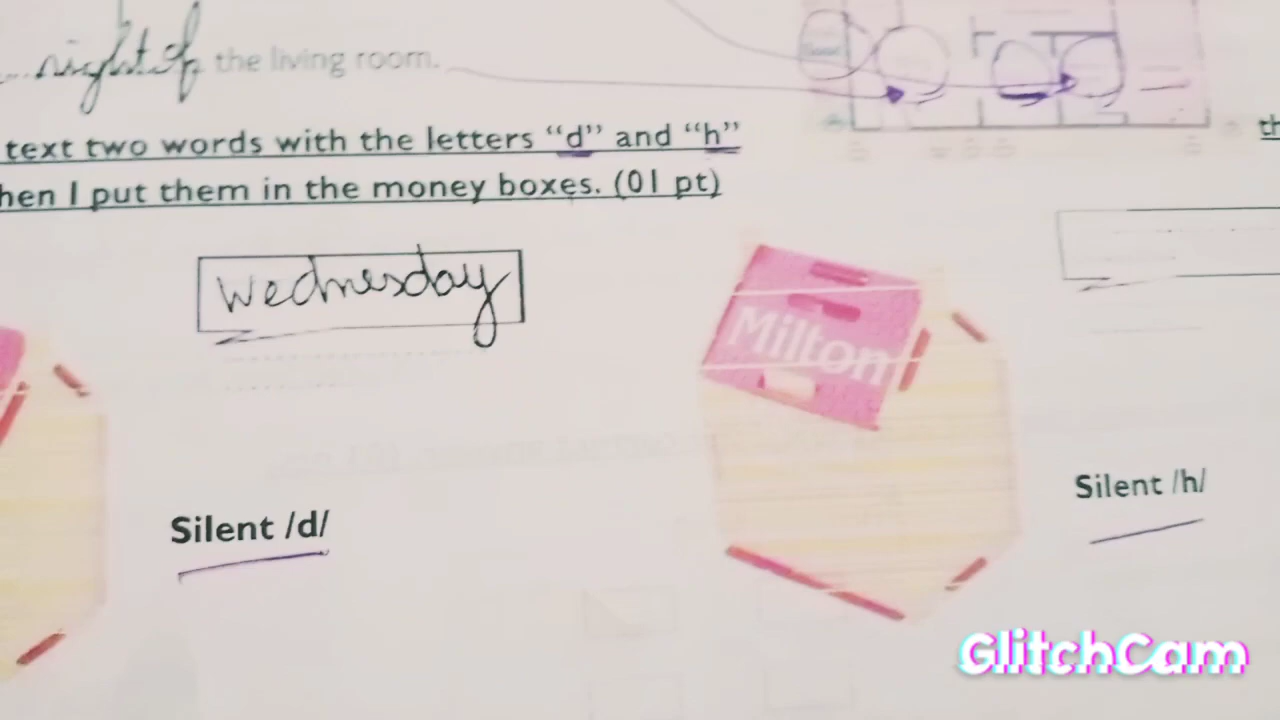 right of the living room.
text two words with the letters "d" and "h"
hen I put them in the money boxes. (01 pt)
Wednesday
Milton
Silent /d/
Silent /h/
GlitchCam